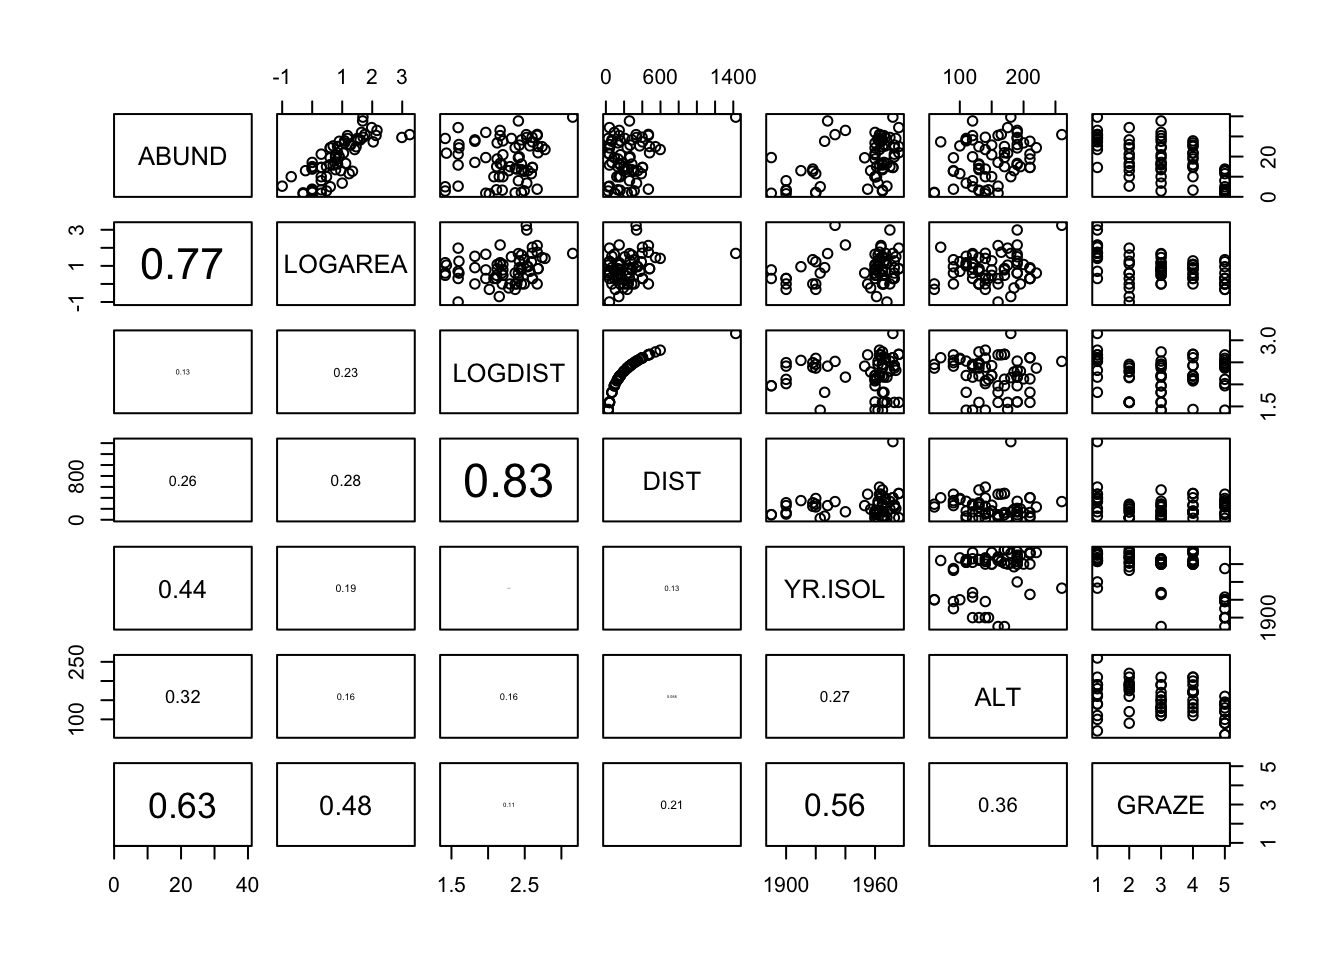 -1 1 2 3 0 600 1400 100 200
ABUND 0 20
-1 1 3 0.77 LOGAREA
0.13 0.23 LOGDIST 1.5 3.0
0 800 0.26 0.28 0.83 DIST
0.44 0.19 0.13 YR.ISOL 1900
100 250 0.32 0.16 0.16 0.27 ALT
0.63 0.48 0.11 0.21 0.56 0.36 GRAZE 1 3 5
0 20 40 1.5 2.5 1900 1960 1 2 3 4 5